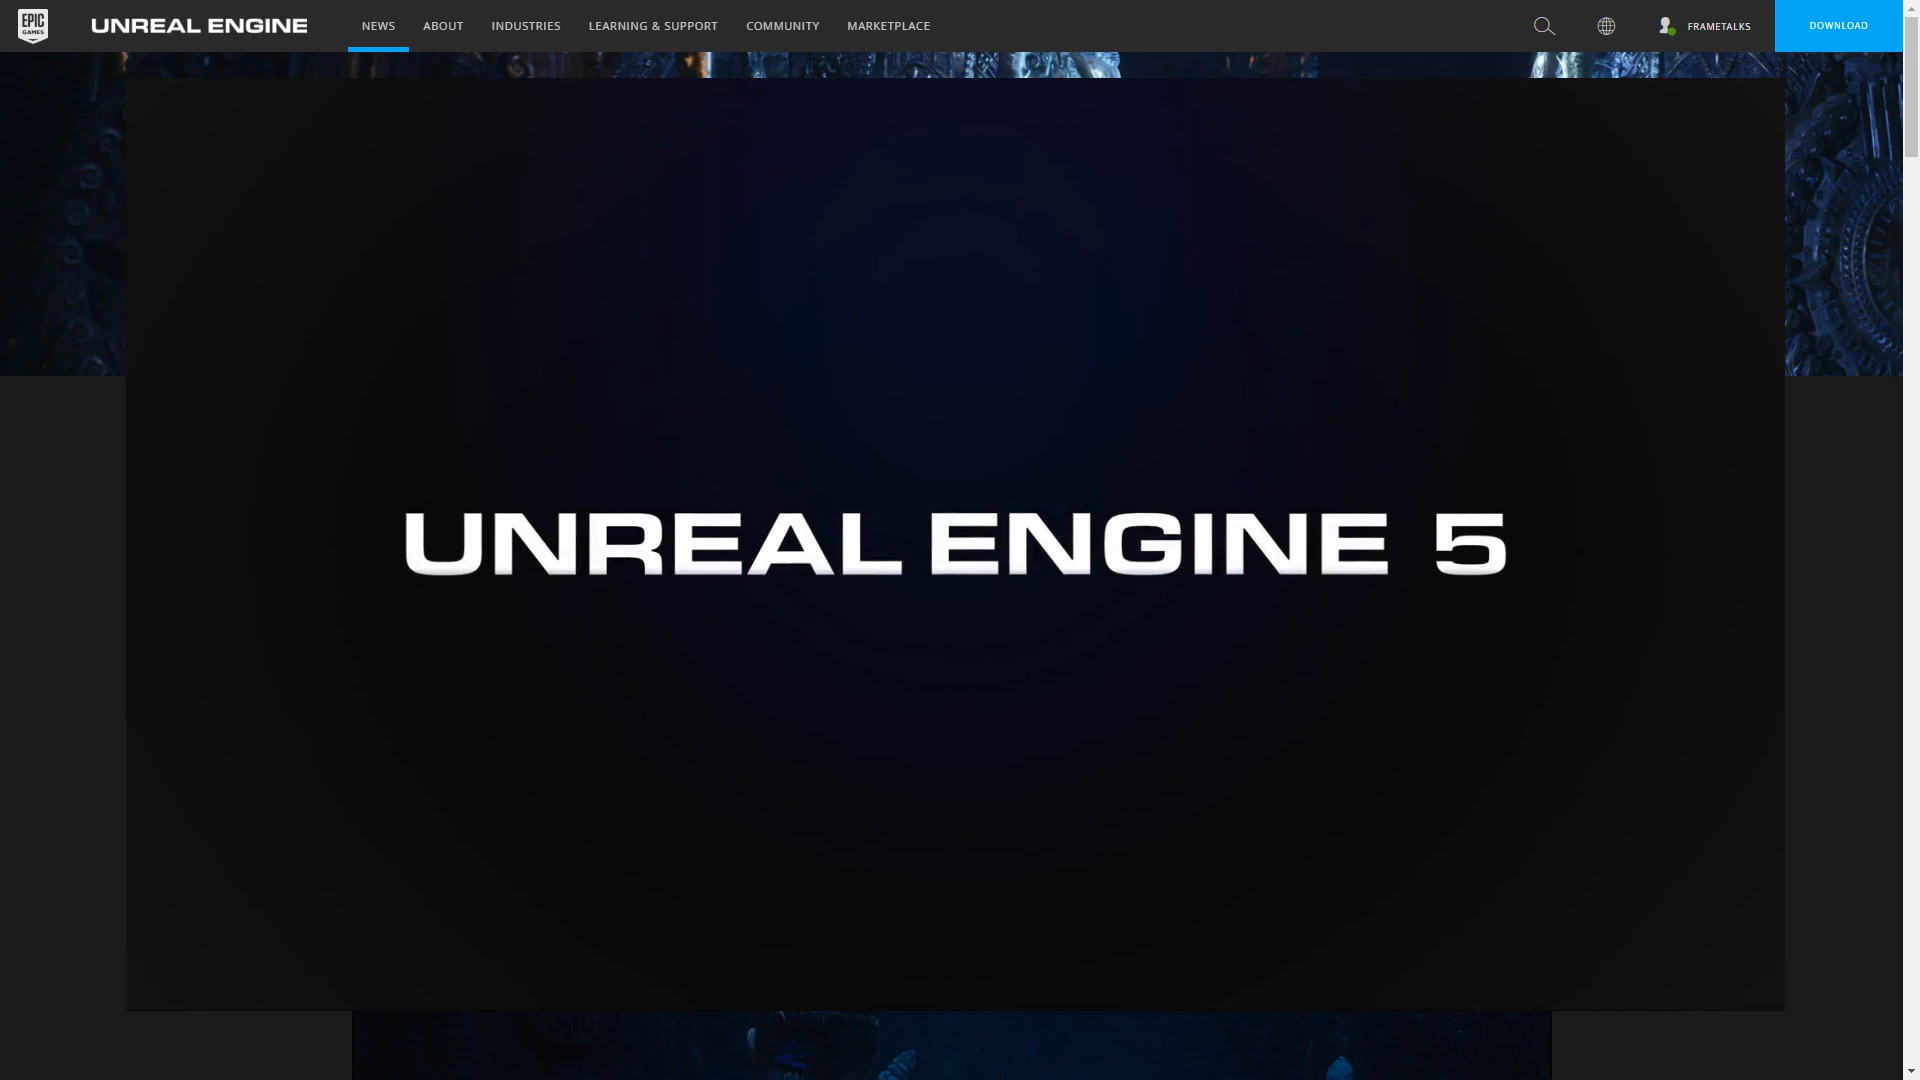 EPIC GAMES
UNREAL ENGINE
NEWS ABOUT INDUSTRIES LEARNING & SUPPORT COMMUNITY MARKETPLACE
FRAMETALKS
DOWNLOAD
UNREAL ENGINE 5